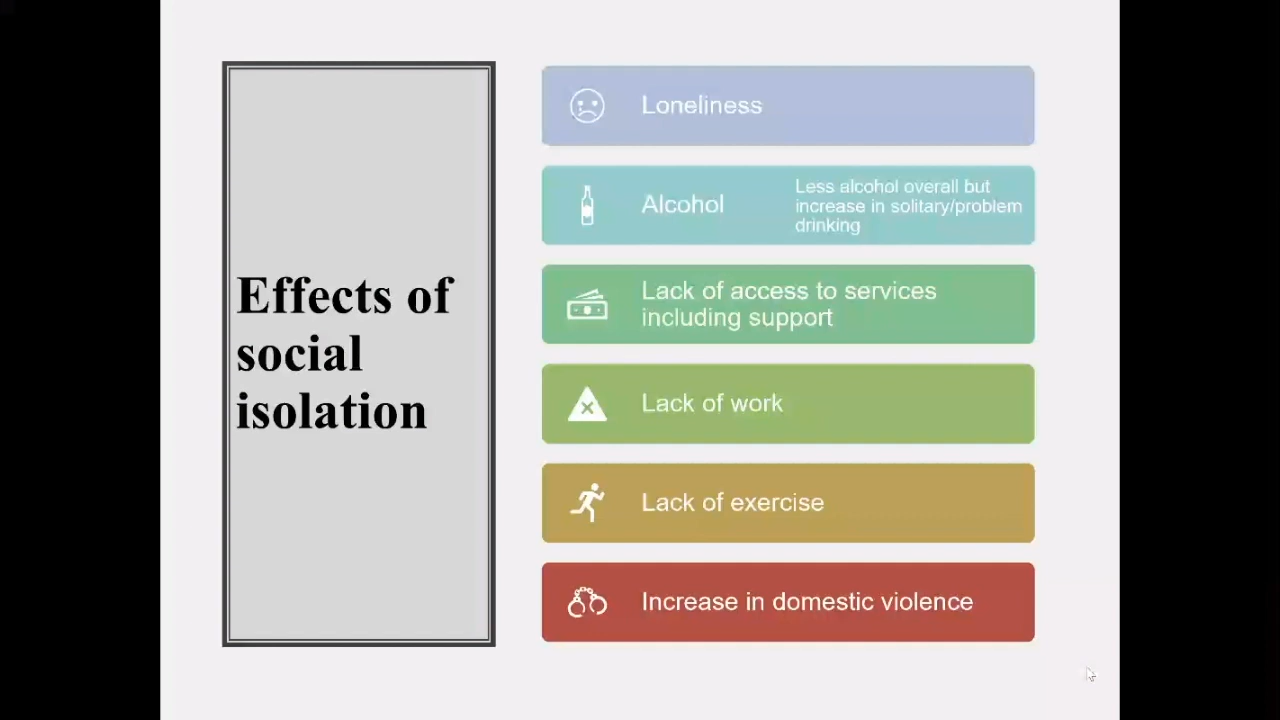 Effects of
social
isolation
Loneliness
Alcohol
Less alcohol overall but
increase in solitary/problem
drinking
Lack of access to services
including support
Lack of work
Lack of exercise
Increase in domestic violence